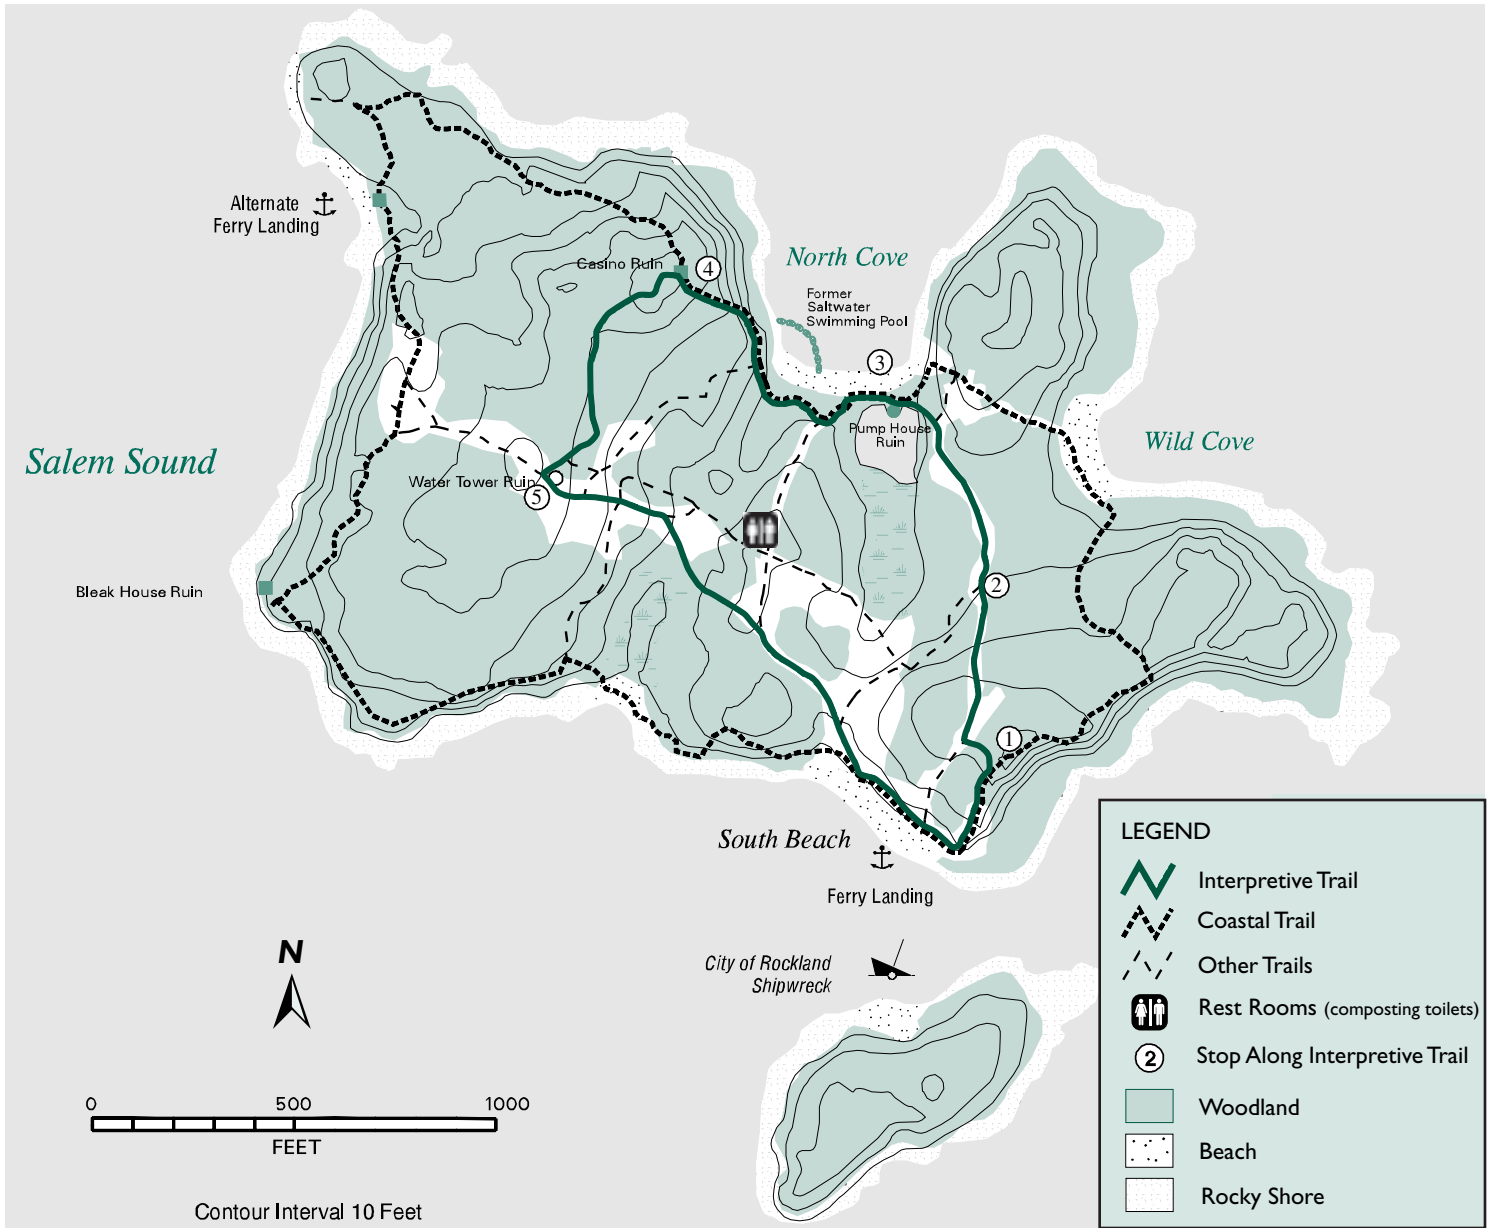 Alternate
Ferry Landing
Casino Ruin
4
North Cove
Former
Saltwater
Swimming Pool
3
Pump House
Ruin
Wild Cove
Salem Sound
Water Tower Ruin
5
2
Bleak House Ruin
1
South Beach
Ferry Landing
City of Rockland
Shipwreck
N
0 500 1000
FEET
Contour Interval 10 Feet
LEGEND
Interpretive Trail
Coastal Trail
Other Trails
Rest Rooms (composting toilets)
2 Stop Along Interpretive Trail
Woodland
Beach
Rocky Shore